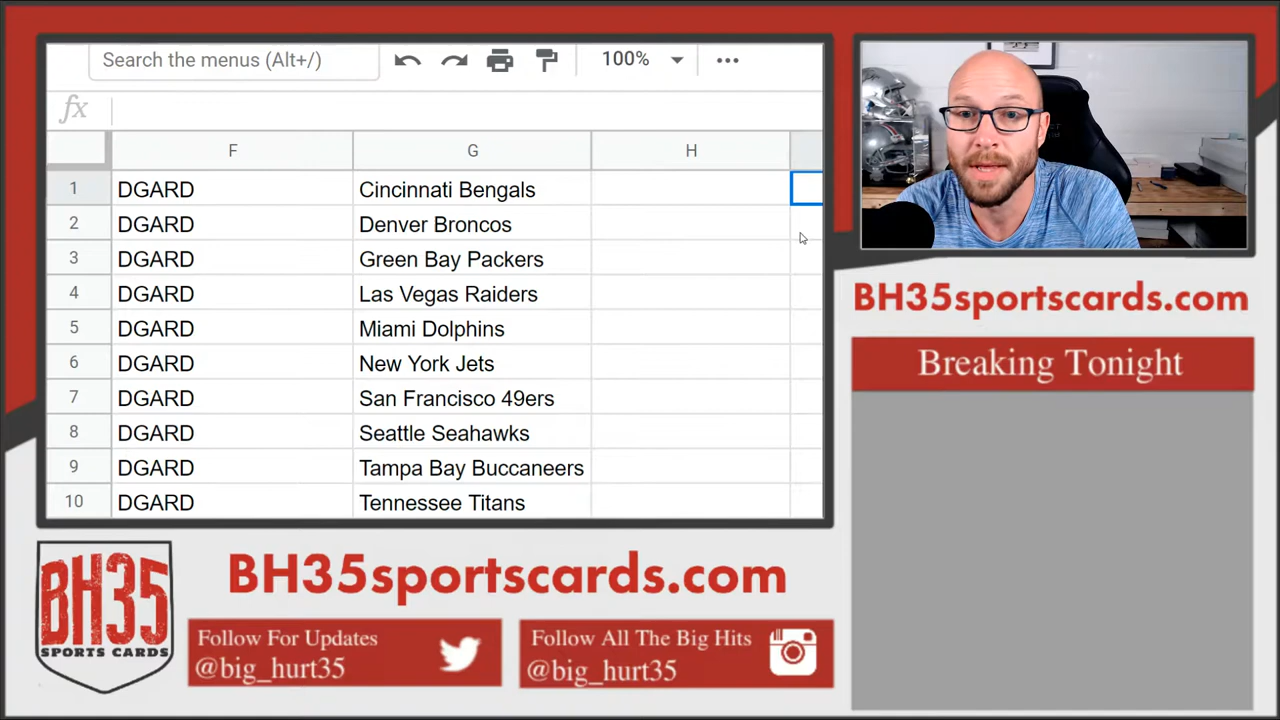 Search the menus (Alt+/)
100%
fx
F G H
1 DGARD Cincinnati Bengals
2 DGARD Denver Broncos
3 DGARD Green Bay Packers
4 DGARD Las Vegas Raiders
5 DGARD Miami Dolphins
6 DGARD New York Jets
7 DGARD San Francisco 49ers
8 DGARD Seattle Seahawks
9 DGARD Tampa Bay Buccaneers
10 DGARD Tennessee Titans
BH35sportscards.com
Breaking Tonight
BH35
SPORTS CARDS
BH35sportscards.com
Follow For Updates
@big_hurt35
Follow All The Big Hits
@big_hurt35